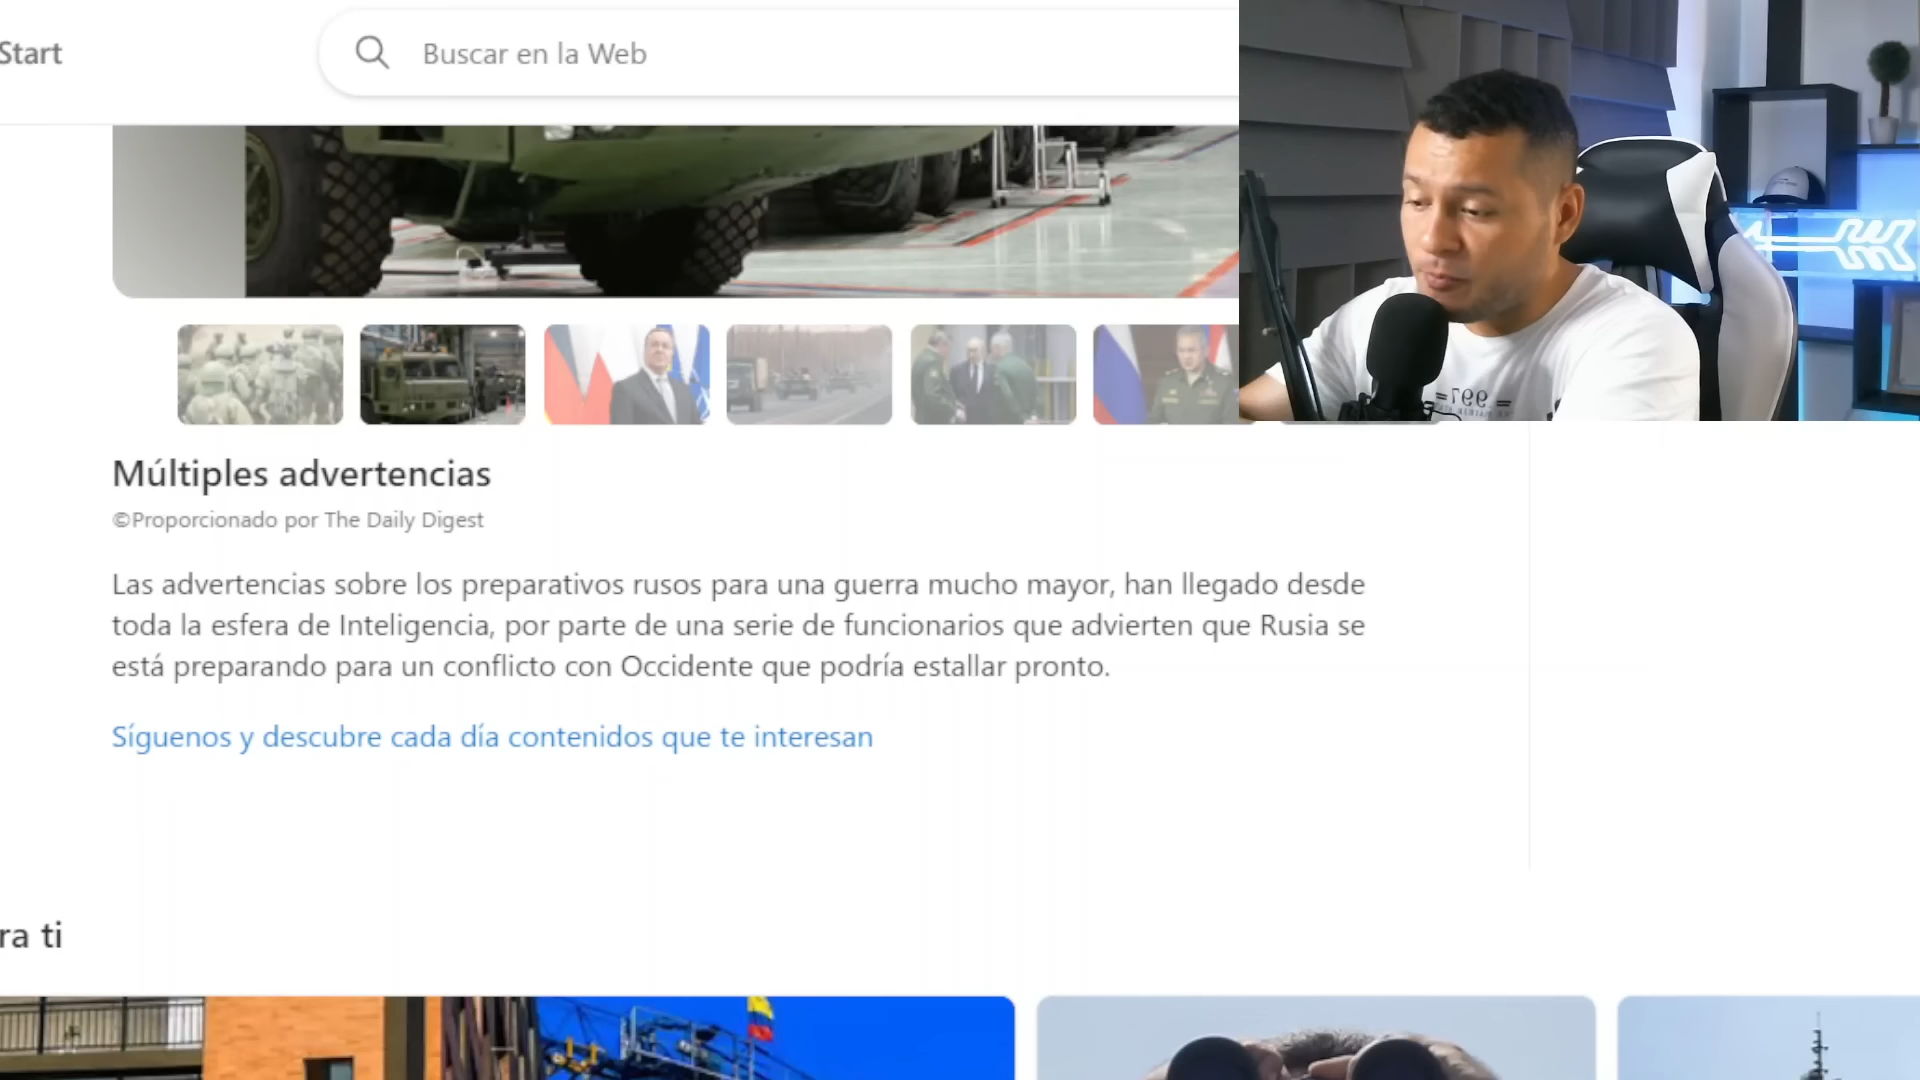 Start
Buscar en la Web
Múltiples advertencias
©Proporcionado por The Daily Digest
Las advertencias sobre los preparativos rusos para una guerra mucho mayor, han llegado desde
toda la esfera de Inteligencia, por parte de una serie de funcionarios que advierten que Rusia se
está preparando para un conflicto con Occidente que podría estallar pronto.
Síguenos y descubre cada día contenidos que te interesan
ra ti